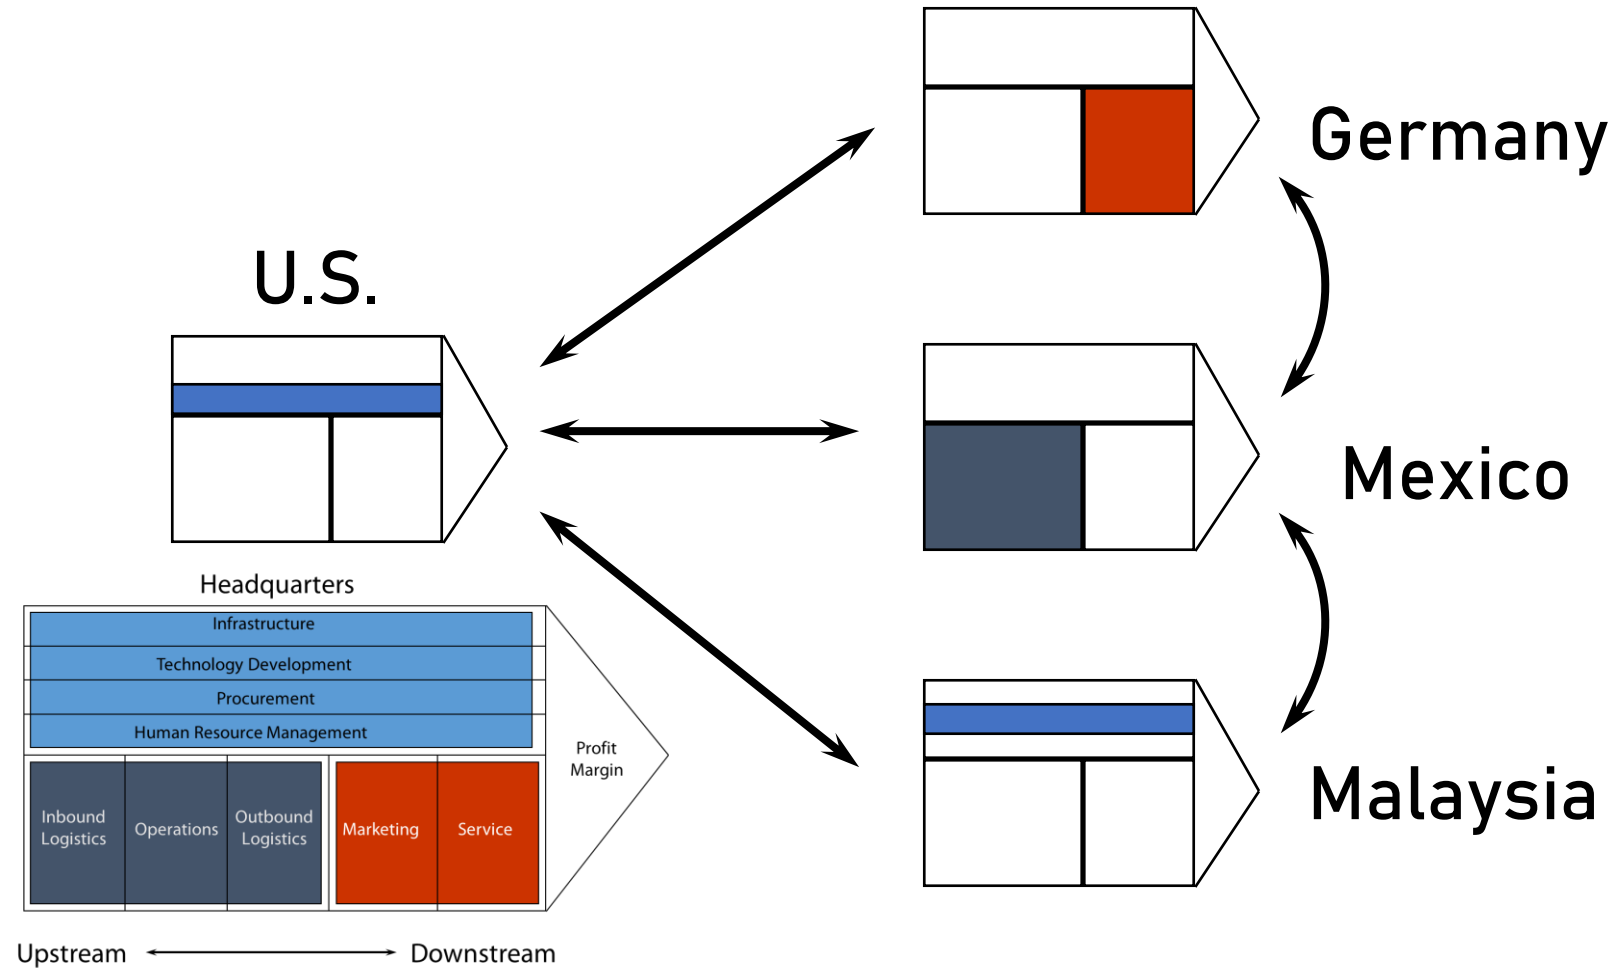 Germany
U.S.
Mexico
Headquarters
Infrastructure
Technology Development
Procurement
Human Resource Management
Profit
Margin
Inbound
Logistics
Operations
Outbound
Logistics
Marketing
Service
Malaysia
Upstream
Downstream